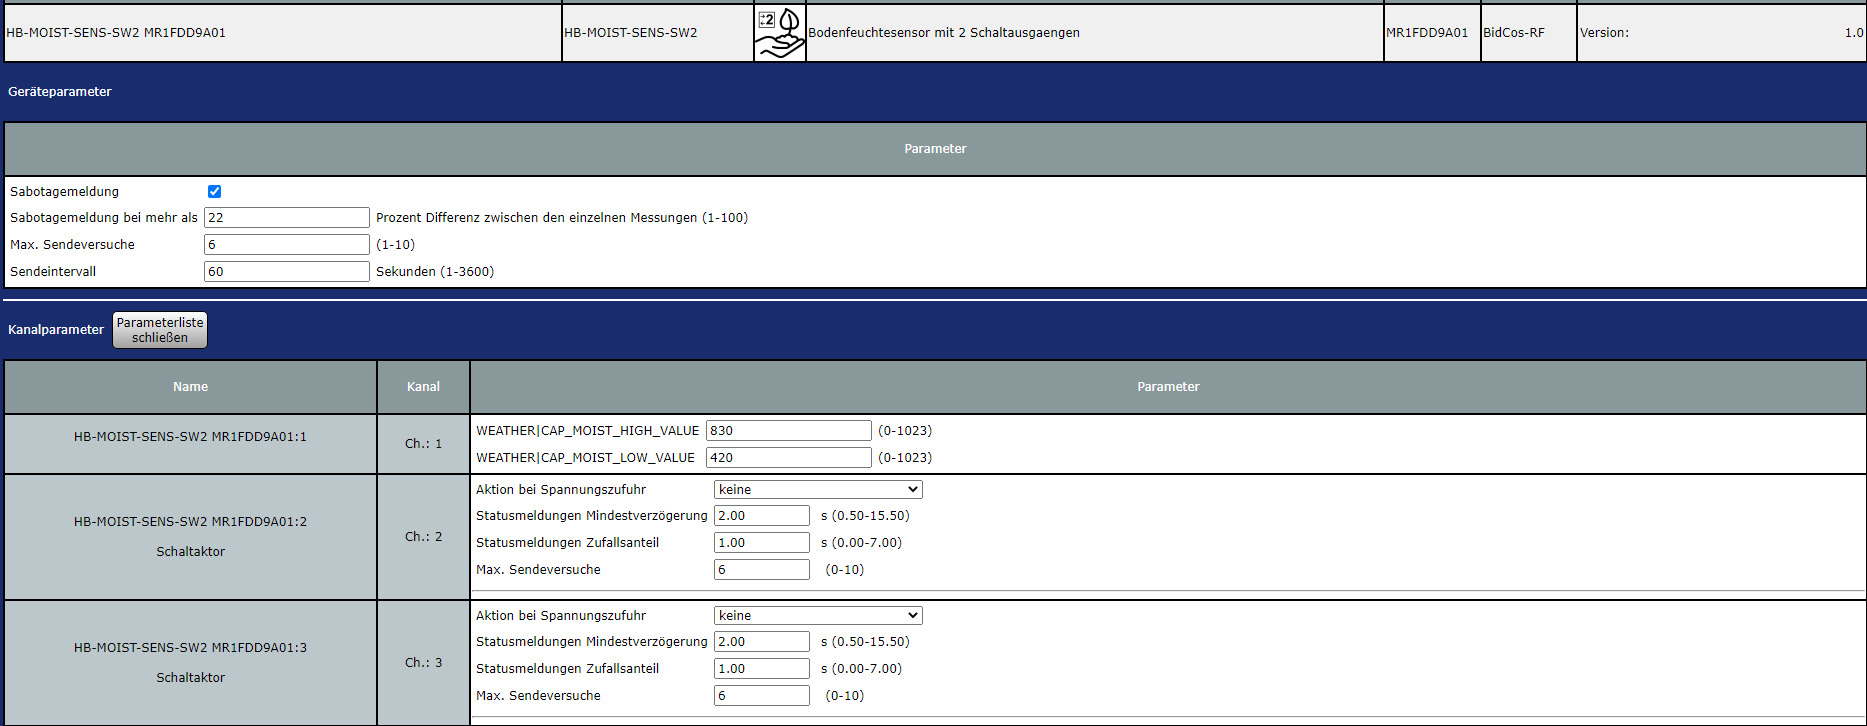 HB-MOIST-SENS-SW2 MR1FDD9A01 HB-MOIST-SENS-SW2 2 Bodenfeuchtesensor mit 2 Schaltausgaengen MR1FDD9A01 BidCos-RF Version: 1.0
Geräteparameter
Parameter
Sabotagemeldung
Sabotagemeldung bei mehr als 22 Prozent Differenz zwischen den einzelnen Messungen (1-100)
Max. Sendeversuche 6 (1-10)
Sendeintervall 60 Sekunden (1-3600)
Kanalparameter Parameterliste
schließen
Name Kanal Parameter
HB-MOIST-SENS-SW2 MR1FDD9A01:1 Ch.: 1
WEATHER|CAP_MOIST_HIGH_VALUE 830 (0-1023)
WEATHER|CAP_MOIST_LOW_VALUE 420 (0-1023)
HB-MOIST-SENS-SW2 MR1FDD9A01:2
Schaltaktor
Ch.: 2
Aktion bei Spannungszufuhr keine
Statusmeldungen Mindestverzögerung 2.00 s (0.50-15.50)
Statusmeldungen Zufallsanteil 1.00 s (0.00-7.00)
Max. Sendeversuche 6 (0-10)
HB-MOIST-SENS-SW2 MR1FDD9A01:3
Schaltaktor
Ch.: 3
Aktion bei Spannungszufuhr keine
Statusmeldungen Mindestverzögerung 2.00 s (0.50-15.50)
Statusmeldungen Zufallsanteil 1.00 s (0.00-7.00)
Max. Sendeversuche 6 (0-10)